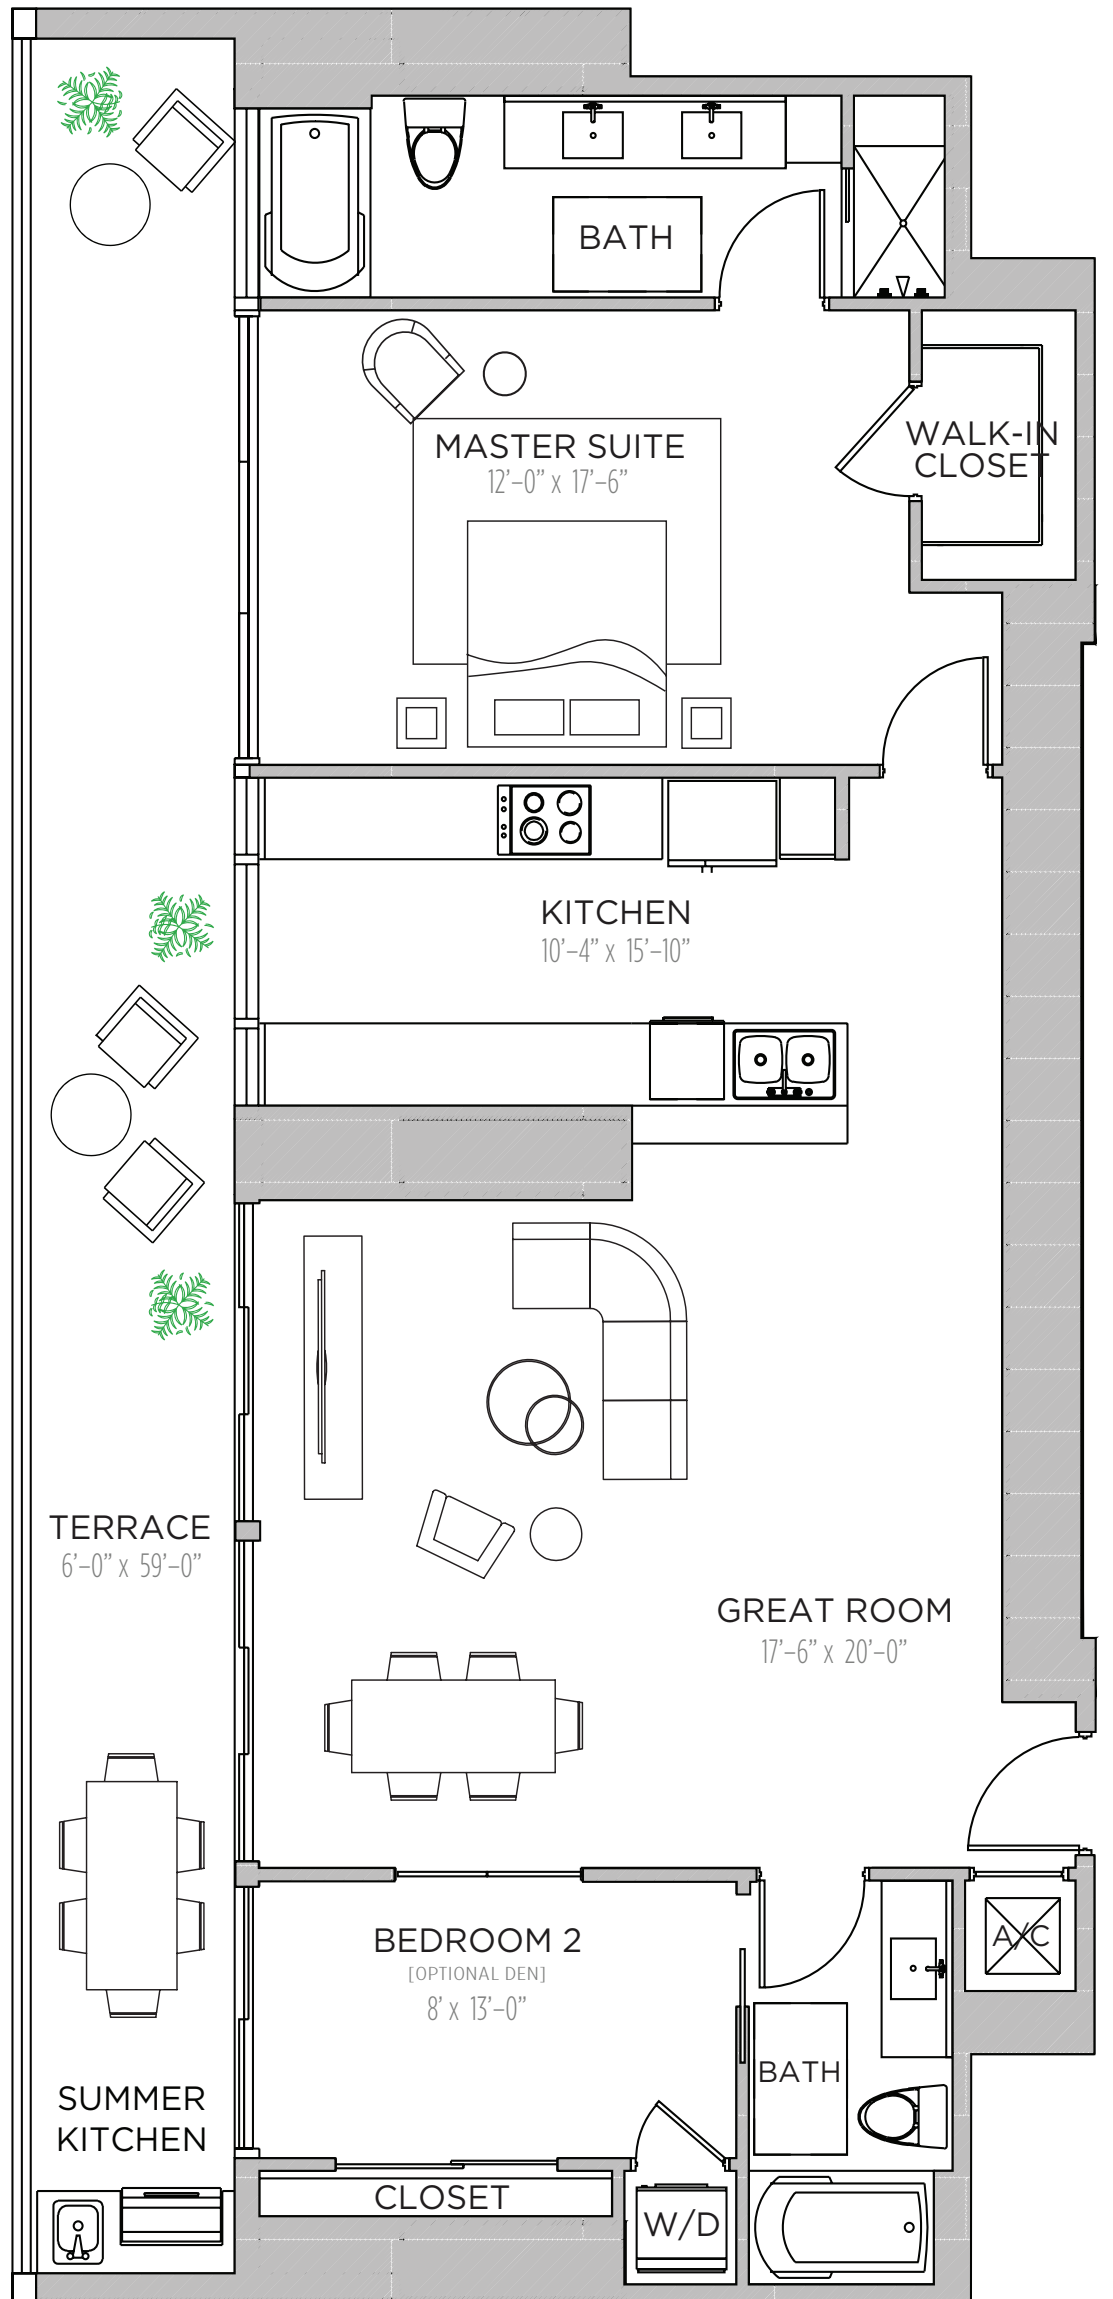 BATH
MASTER SUITE
12'–0" x 17'–6"
WALK-IN
CLOSET
KITCHEN
10'–4" x 15'–10"
TERRACE
6'–0" x 59'–0"
GREAT ROOM
17'–6" x 20'–0"
BEDROOM 2
[OPTIONAL DEN]
8' x 13'–0"
A/C
BATH
SUMMER
KITCHEN
CLOSET
W/D